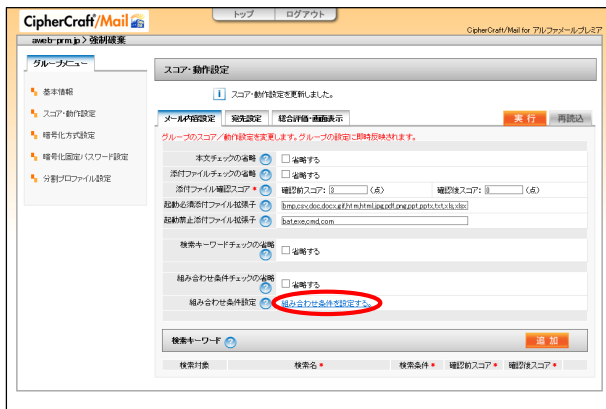 CipherCraft/Mail
トップ ログアウト
CipherCraft/Mail for アルファメールプレミア
aweb-prm.jp > 強制破棄
グループメニュー
基本情報
スコア・動作設定
暗号化方式設定
暗号化固定パスワード設定
分割プロファイル設定
スコア・動作設定
スコア・動作設定を更新しました。
メール内容設定 宛先設定 総合評価・画面表示 実行 再読込
グループのスコア/動作設定を変更します。グループの設定に即時反映されます。
本文チェックの省略 省略する
添付ファイルチェックの省略 省略する
添付ファイル確認スコア * 確認前スコア: 3 (点) 確認後スコア: (点)
起動必須添付ファイル拡張子 bmp,csv,doc,docx,gif,htm,html,jpg,pdf,png,ppt,pptx,txt,xls,xlsx
起動禁止添付ファイル拡張子 bat,exe,cmd,com
検索キーワードチェックの省略 省略する
組み合わせ条件チェックの省略 省略する
組み合わせ条件設定 組み合わせ条件を設定する。
検索キーワード 追加
検索対象 検索名 * 検索条件 * 確認前スコア * 確認後スコア *